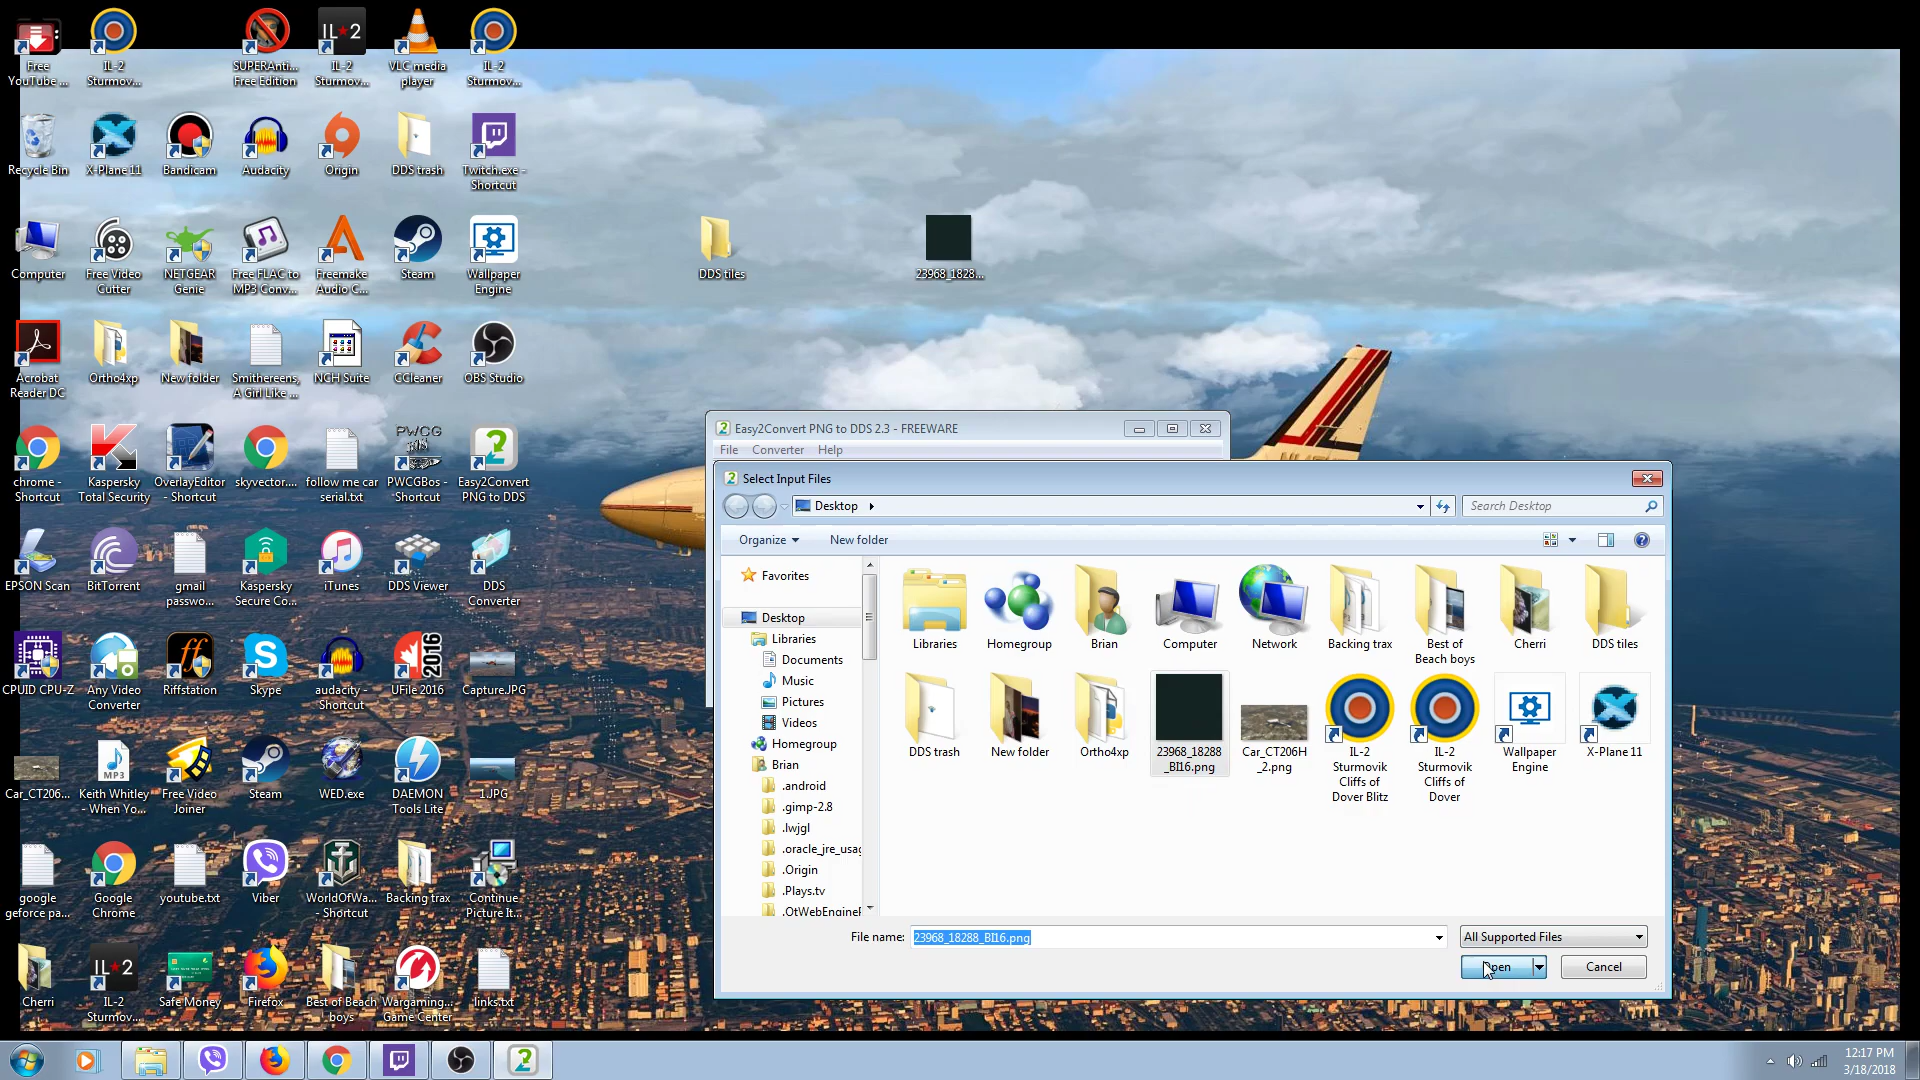 Free YouTube ...
IL-2 Sturmov...
SUPERAnti... Free Edition
IL-2 Sturmov...
VLC media player
IL-2 Sturmov...
Recycle Bin
X-Plane 11
Bandicam
Audacity
Origin
DDS trash
Twitch.exe - Shortcut
Computer
Free Video Cutter
NETGEAR Genie
Free FLAC to MP3 Conv...
Freemake Audio C...
Steam
Wallpaper Engine
DDS tiles
23968_1828...
Acrobat Reader DC
Ortho4xp
New folder
Smithereens, A Girl Like ...
NCH Suite
CCleaner
OBS Studio
chrome - Shortcut
Kaspersky Total Security
OverlayEditor - Shortcut
skyvector....
follow me car serial.txt
PWCG
PWCGBos - Shortcut
Easy2Convert PNG to DDS
EPSON Scan
BitTorrent
gmail passwo...
Kaspersky Secure Co...
iTunes
DDS Viewer
DDS Converter
CPUID CPU-Z
Any Video Converter
Riffstation
Skype
audacity - Shortcut
2016
UFile 2016
Capture.JPG
Car_CT206...
MP3
Keith Whitley - When Yo...
Free Video Joiner
Steam
WED.exe
DAEMON Tools Lite
1.JPG
google geforce pa...
Google Chrome
youtube.txt
Viber
WorldOfWa... - Shortcut
Backing trax
Continue Picture It...
Cherri
IL-2 Sturmov...
Safe Money
Firefox
Best of Beach boys
Wargaming... Game Center
links.txt
Easy2Convert PNG to DDS 2.3 - FREEWARE
File Converter Help
Select Input Files
Desktop
Search Desktop
Organize New folder
Favorites
Desktop
Libraries
Documents
Music
Pictures
Videos
Homegroup
Brian
.android
.gimp-2.8
.lwjgl
.oracle_jre_usag
.Origin
.Plays.tv
.QtWebEngineP
Libraries
Homegroup
Brian
Computer
Network
Backing trax
Best of Beach boys
Cherri
DDS tiles
DDS trash
New folder
Ortho4xp
23968_18288_BI16.png
Car_CT206H_2.png
IL-2 Sturmovik Cliffs of Dover Blitz
IL-2 Sturmovik Cliffs of Dover
Wallpaper Engine
X-Plane 11
File name: 23968_18288_BI16.png
All Supported Files
Open
Cancel
12:17 PM
3/18/2018